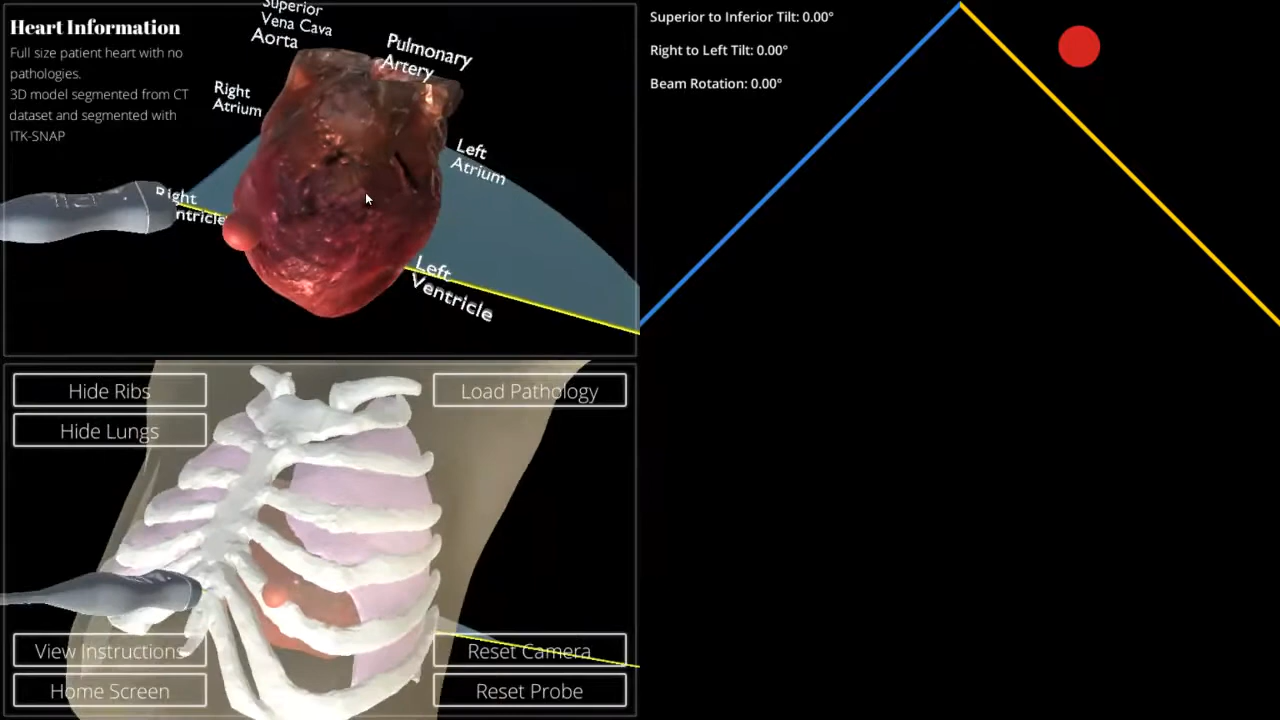 Heart Information
Full size patient heart with no
pathologies.
3D model segmented from CT
dataset and segmented with
ITK-SNAP
Superior
Vena Cava
Aorta
Pulmonary
Artery
Right
Atrium
Left
Atrium
Right
ntricle
Left
Ventricle
Superior to Inferior Tilt: 0.00°
Right to Left Tilt: 0.00°
Beam Rotation: 0.00°
Hide Ribs
Load Pathology
Hide Lungs
View Instructions
Reset Camera
Home Screen
Reset Probe